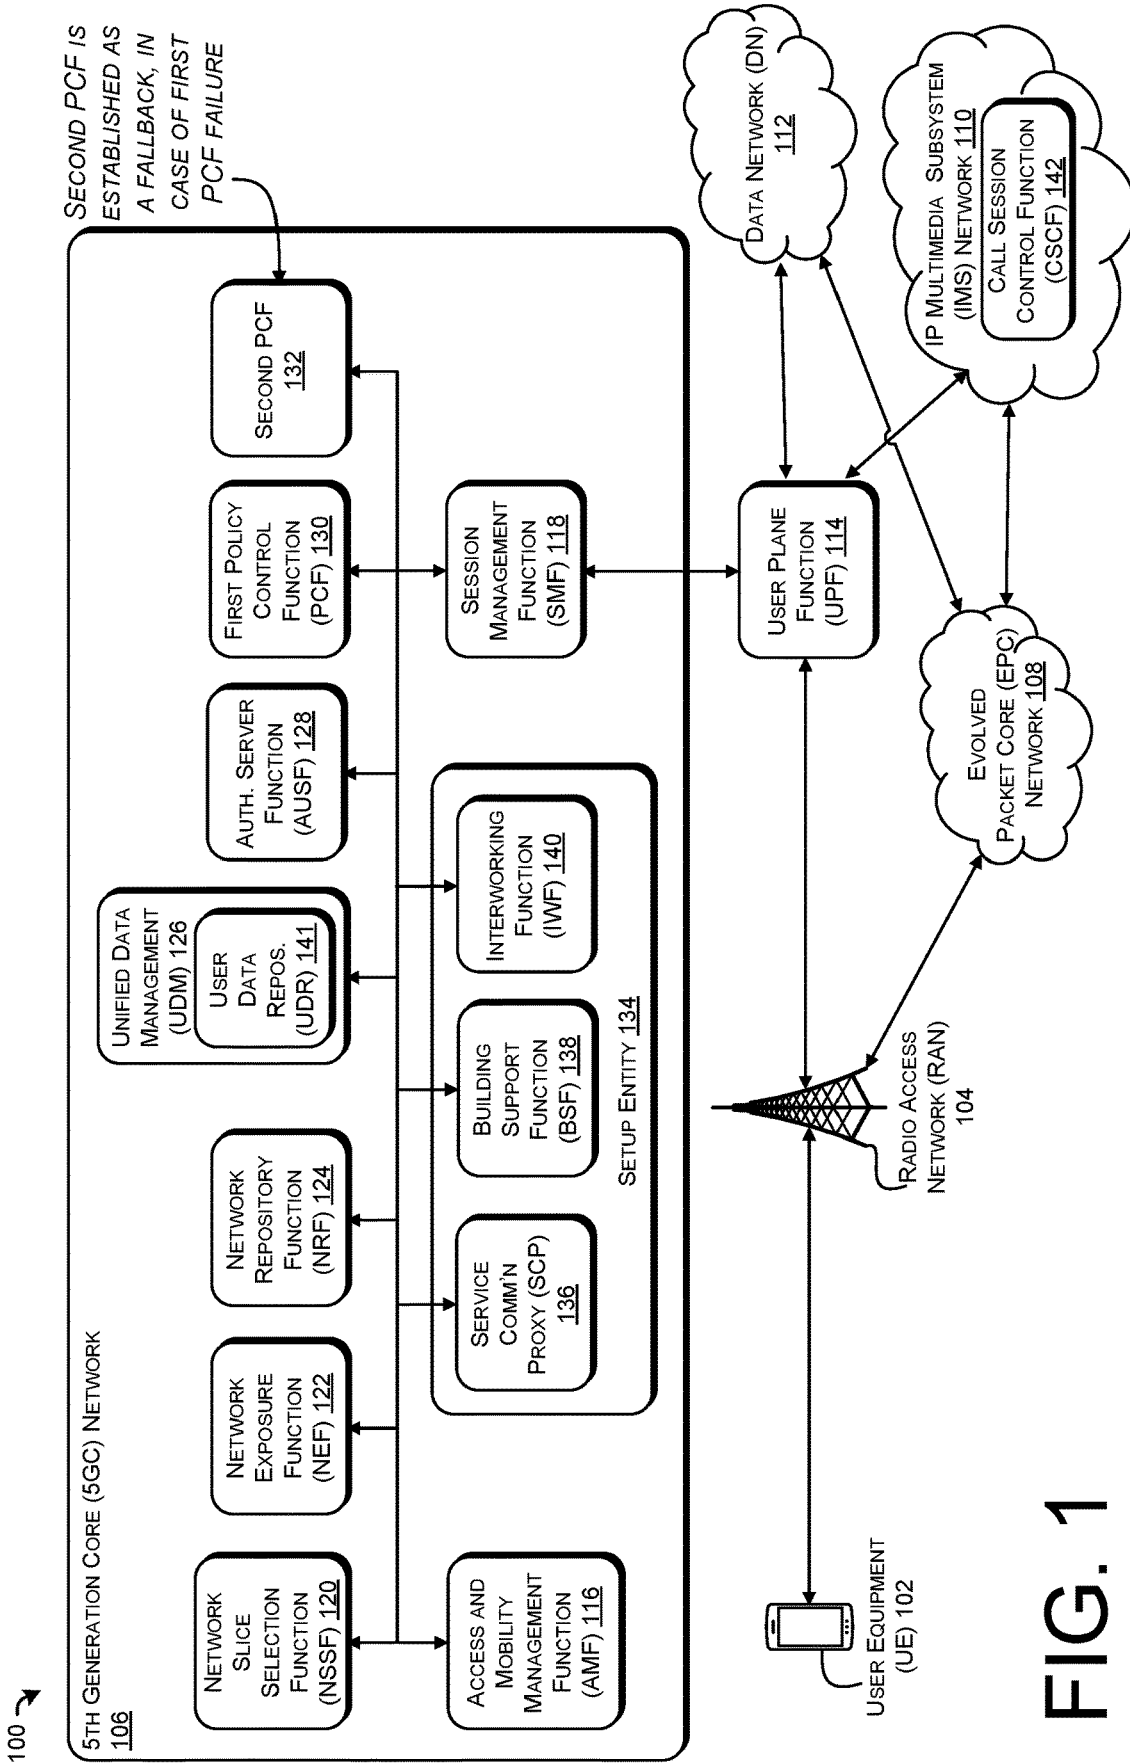 100
5TH GENERATION CORE (5GC) NETWORK
106
SECOND PCF IS
ESTABLISHED AS
A FALLBACK, IN
CASE OF FIRST
PCF FAILURE
NETWORK
SLICE
SELECTION
FUNCTION
(NSSF) 120
NETWORK
EXPOSURE
FUNCTION
(NEF) 122
NETWORK
REPOSITORY
FUNCTION
(NRF) 124
UNIFIED DATA
MANAGEMENT
(UDM) 126
USER
DATA
REPOS.
(UDR) 141
AUTH. SERVER
FUNCTION
(AUSF) 128
FIRST POLICY
CONTROL
FUNCTION
(PCF) 130
SECOND PCF
132
ACCESS AND
MOBILITY
MANAGEMENT
FUNCTION
(AMF) 116
SERVICE
COMM'N
PROXY (SCP)
136
BUILDING
SUPPORT
FUNCTION
(BSF) 138
INTERWORKING
FUNCTION
(IWF) 140
SETUP ENTITY 134
SESSION
MANAGEMENT
FUNCTION
(SMF) 118
USER PLANE
FUNCTION
(UPF) 114
DATA NETWORK (DN)
112
USER EQUIPMENT
(UE) 102
RADIO ACCESS
NETWORK (RAN)
104
EVOLVED
PACKET CORE (EPC)
NETWORK 108
IP MULTIMEDIA SUBSYSTEM
(IMS) NETWORK 110
CALL SESSION
CONTROL FUNCTION
(CSCF) 142
FIG. 1